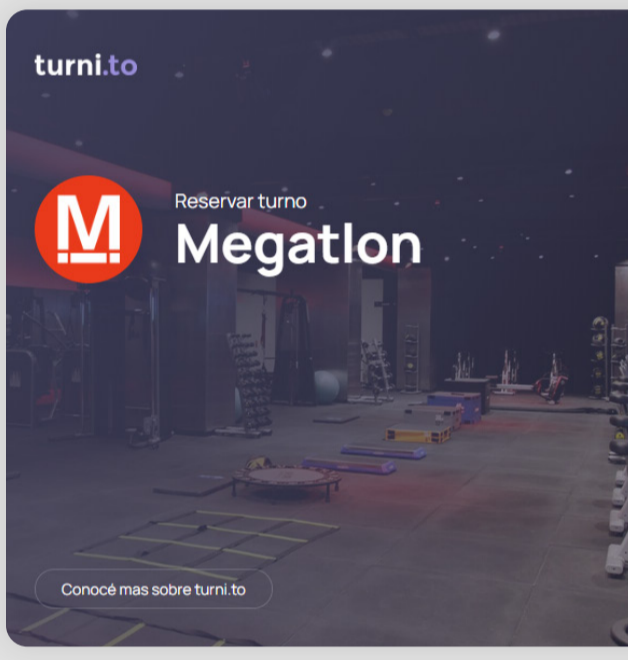 turni.to
M
Reservar turno
Megatlon
Conocé mas sobre turni.to